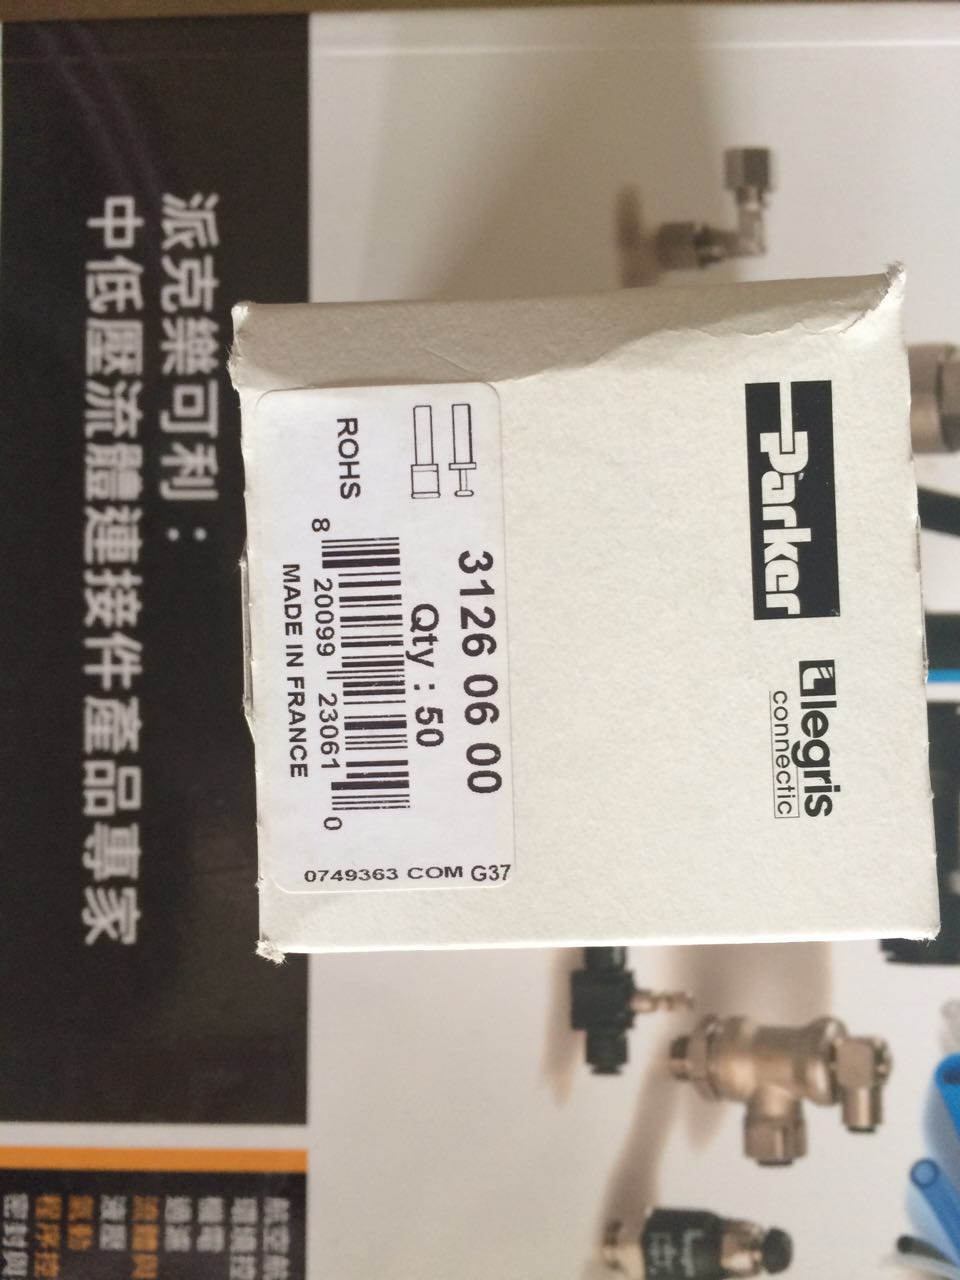 派克樂可利：
中低壓流體連接件產品專家
Parker
legris
connectic
3126 06 00
Qty : 50
ROHS
8 20099 23061 0
MADE IN FRANCE
0749363 COM G37